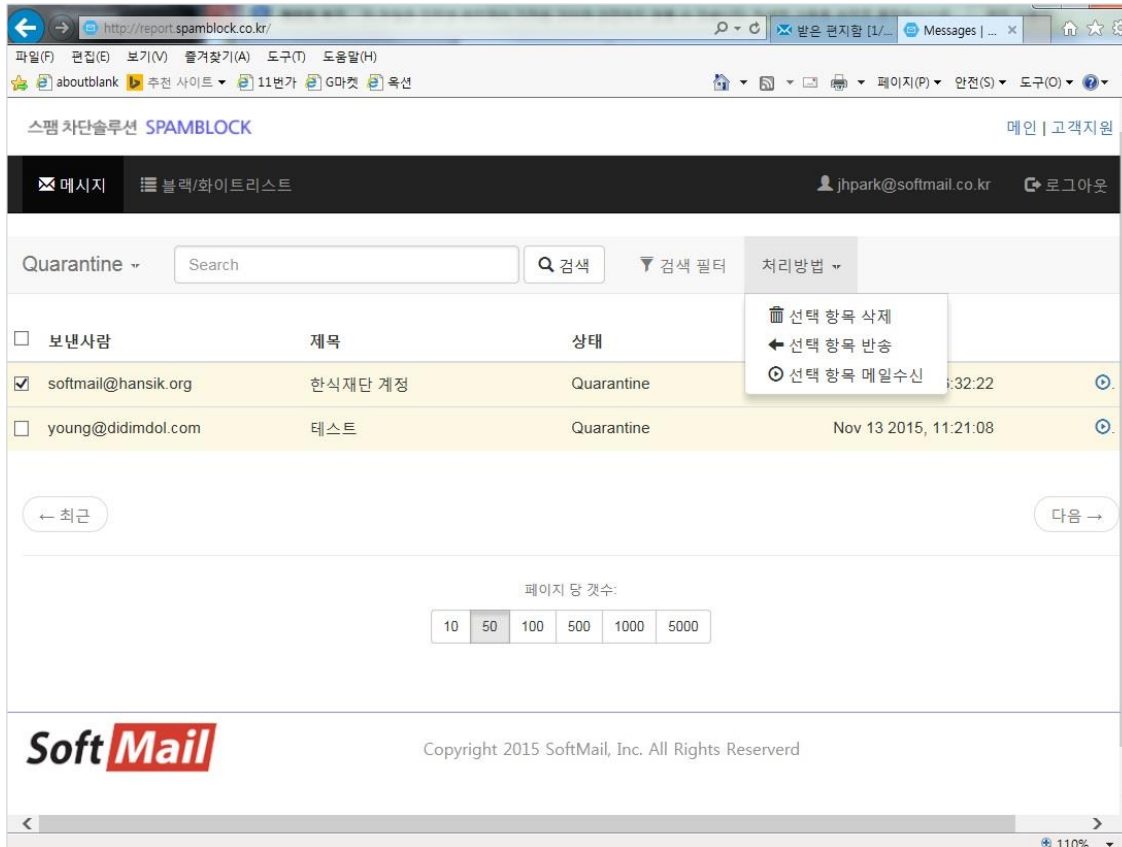 http://report.spamblock.co.kr/ 받은 편지함 [1/... Messages | ...
파일(F) 편집(E) 보기(V) 즐겨찾기(A) 도구(T) 도움말(H)
aboutblank 추천 사이트 11번가 G마켓 옥션 페이지(P) 안전(S) 도구(O)
스팸 차단솔루션 SPAMBLOCK 메인 | 고객지원
메시지 블랙/화이트리스트 jhpark@softmail.co.kr 로그아웃
Quarantine Search 검색 검색 필터 처리방법
선택 항목 삭제
보낸사람 제목 상태 선택 항목 반송
선택 항목 메일수신
softmail@hansik.org 한식재단 계정 Quarantine :32:22
young@didimdol.com 테스트 Quarantine Nov 13 2015, 11:21:08
← 최근 다음 →
페이지 당 갯수:
10 50 100 500 1000 5000
Soft Mail Copyright 2015 SoftMail, Inc. All Rights Reserverd
110%